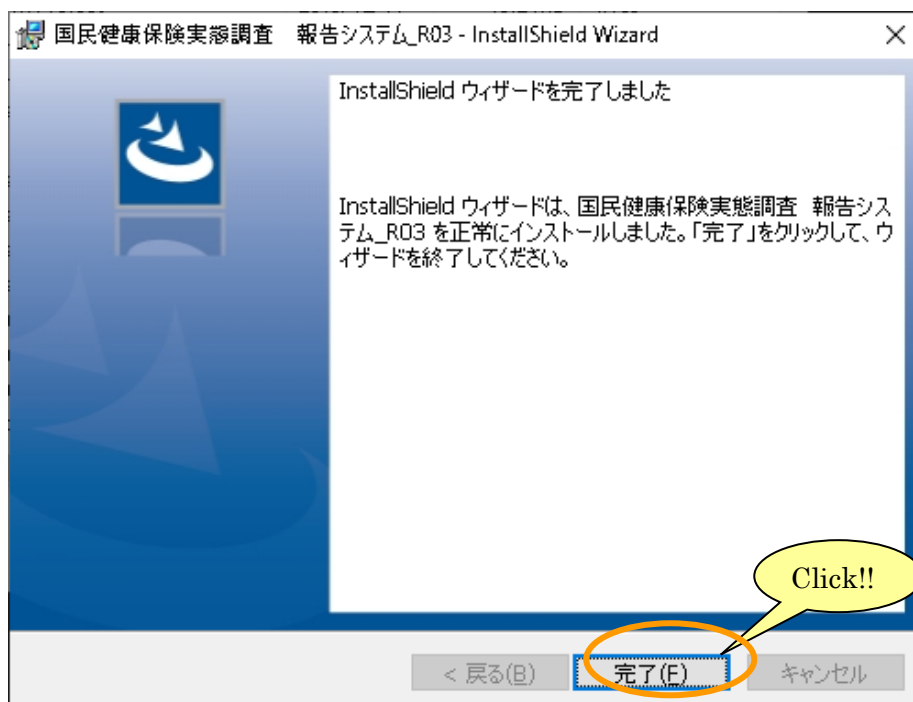 国民健康保険実態調査　報告システム_R03 - InstallShield Wizard
InstallShield ウィザードを完了しました
InstallShield ウィザードは、国民健康保険実態調査　報告シス
テム_R03 を正常にインストールしました。「完了」をクリックして、ウ
ィザードを終了してください。
Click!!
< 戻る(B)
完了(F)
キャンセル